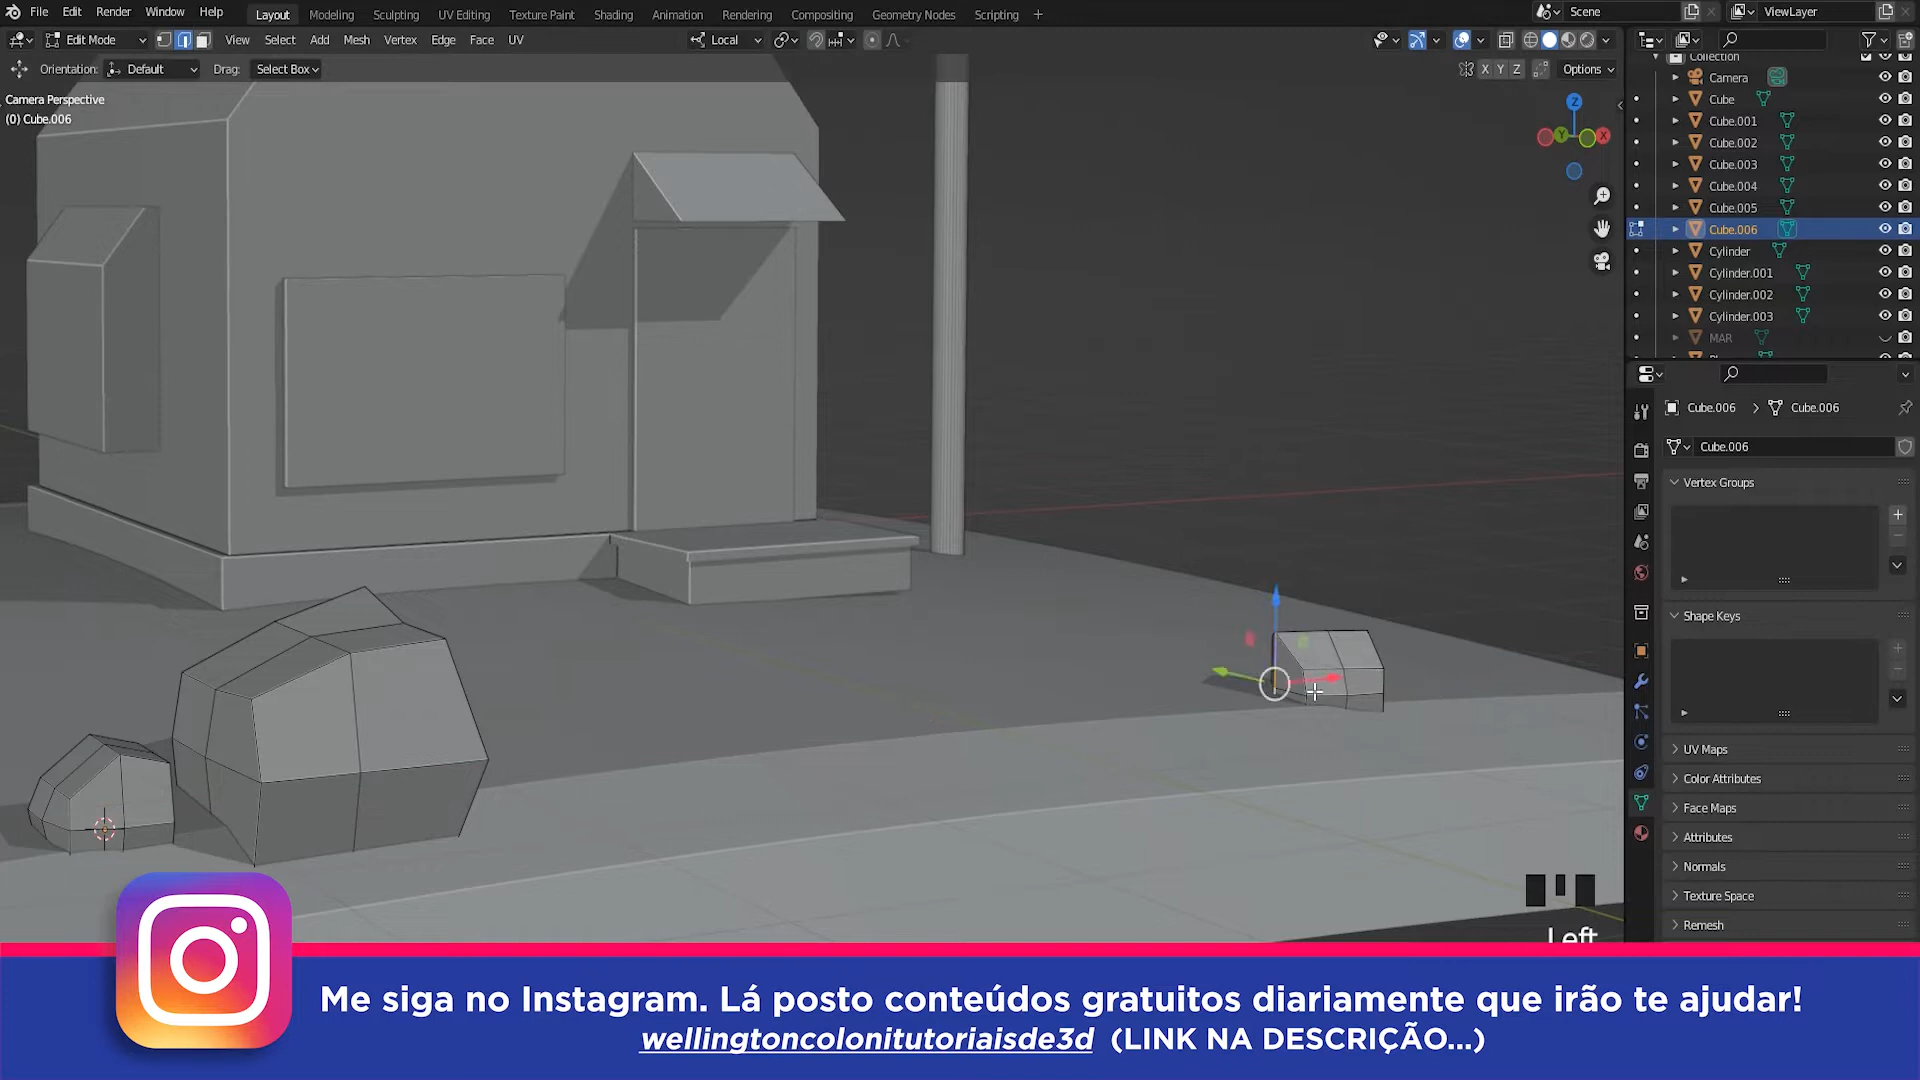 File Edit Render Window Help Layout Modeling Sculpting UV Editing Texture Paint Shading Animation Rendering Compositing Geometry Nodes Scripting + Scene ViewLayer
Edit Mode View Select Add Mesh Vertex Edge Face UV Local
Orientation: Default Drag: Select Box X Y Z Options
Camera Perspective
(0) Cube.006
Z
Y
X
Collection
Camera
Cube
Cube.001
Cube.002
Cube.003
Cube.004
Cube.005
Cube.006
Cylinder
Cylinder.001
Cylinder.002
Cylinder.003
MAR
Cube.006 > Cube.006
Cube.006
Vertex Groups
Shape Keys
UV Maps
Color Attributes
Face Maps
Attributes
Normals
Texture Space
Remesh
Left
Me siga no Instagram. Lá posto conteúdos gratuitos diariamente que irão te ajudar!
wellingtoncolonitutoriaisde3d (LINK NA DESCRIÇÃO...)